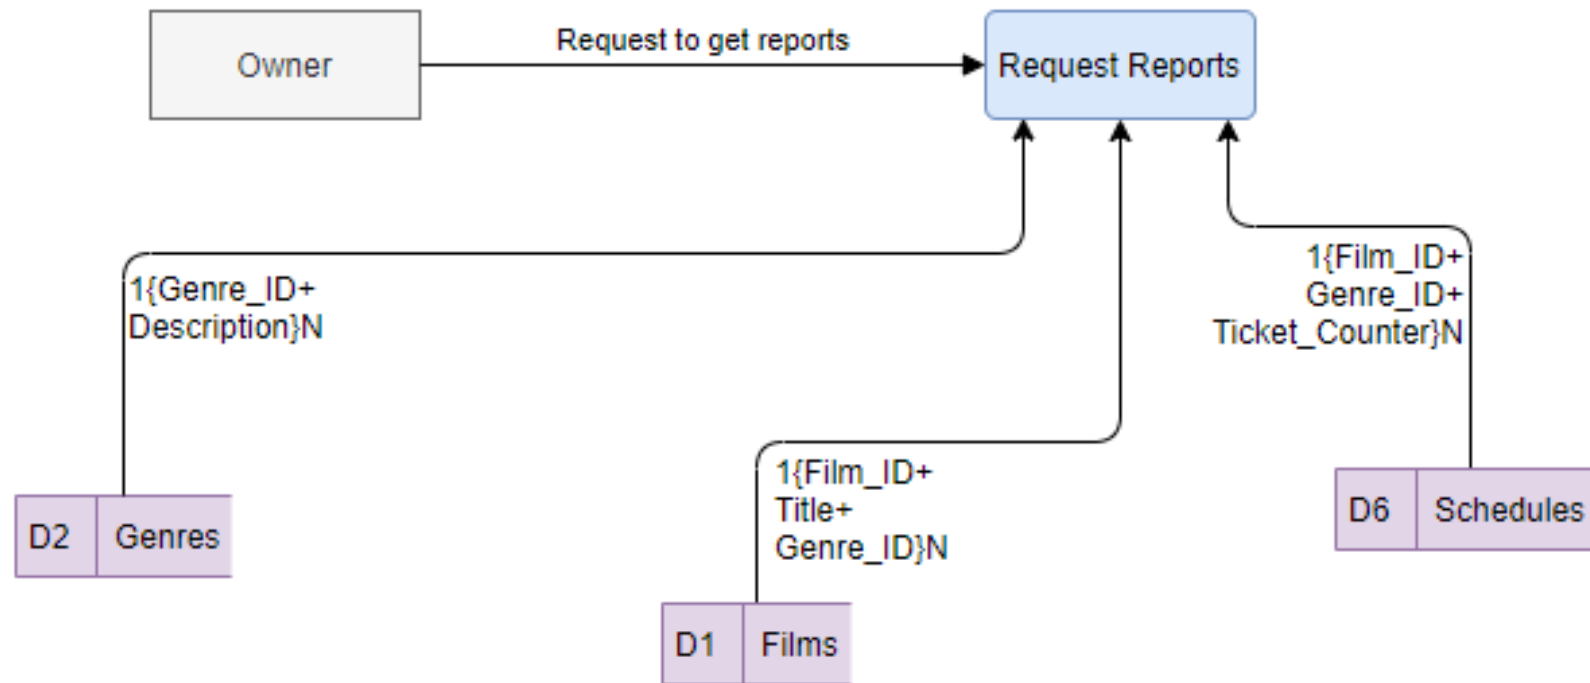 Owner
Request to get reports
Request Reports
1{Genre_ID+
Description}N
1{Film_ID+
Genre_ID+
Ticket_Counter}N
1{Film_ID+
Title+
Genre_ID}N
D2 Genres
D6 Schedules
D1 Films